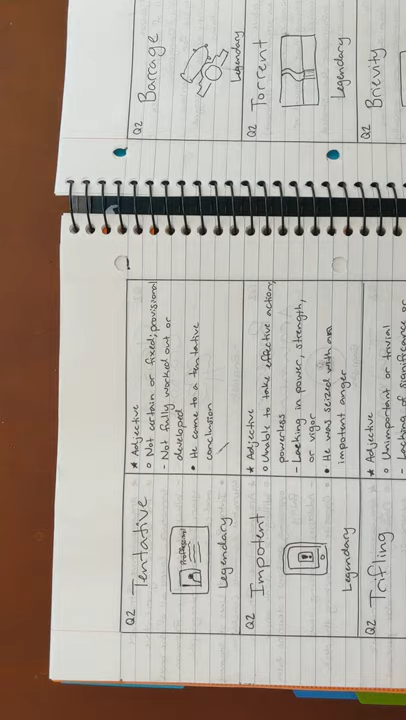 Q2
Barrage
Legendary
Q2
Torrent
Legendary
Q2
Brevity
Q2
Tentative
Professional
Legendary
* Adjective
o Not certain or fixed; provisional
- Not fully worked out or
developed
• He came to a tentative
conclusion
Q2
Impotent
Legendary
* Adjective
o Unable to take effective action;
powerless
- Lacking in power, strength,
or vigor
• He was seized with an
impotent anger
Q2
Trifling
* Adjective
o Unimportant or trivial
- Lacking of significance or